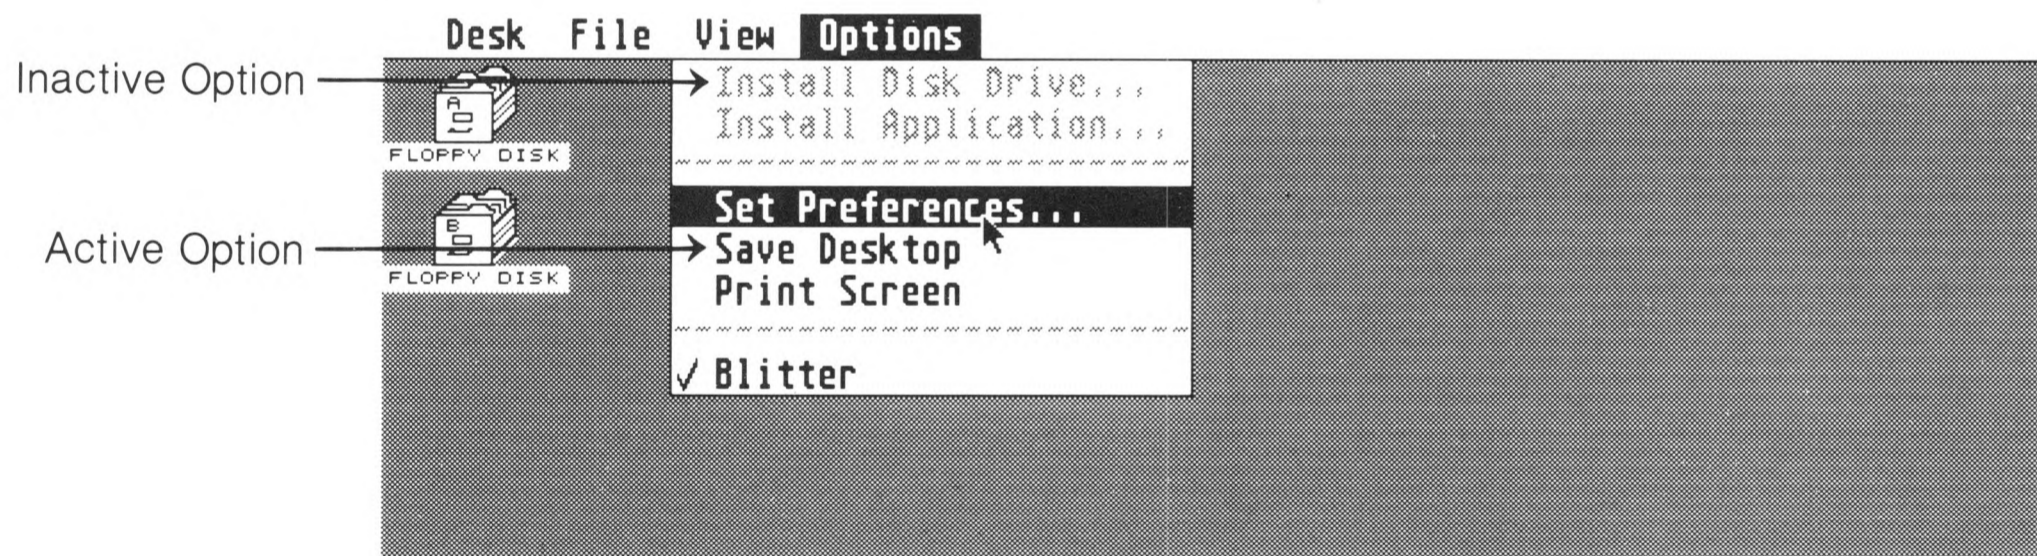 Desk File View Options
Inactive Option
Install Disk Drive...
Install Application...
A
FLOPPY DISK
Set Preferences...
B
Active Option
Save Desktop
FLOPPY DISK
Print Screen
✓ Blitter